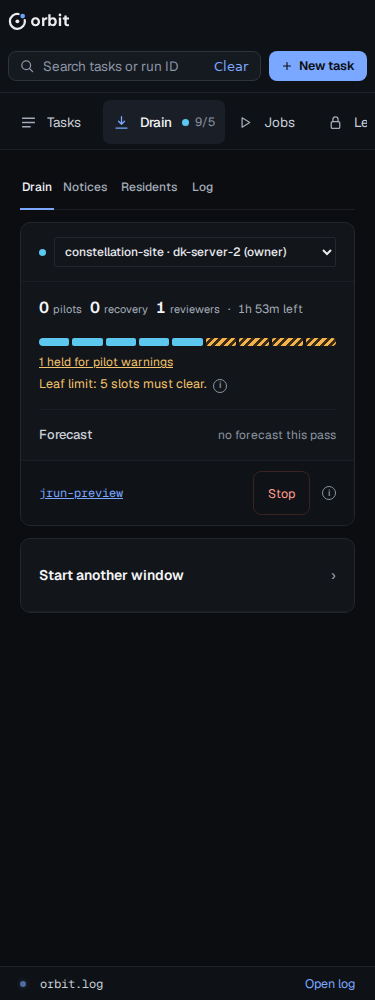 orbit
Search tasks or run ID Clear + New task
Tasks Drain 9/5 Jobs Le
Drain Notices Residents Log
constellation-site · dk-server-2 (owner)
0 pilots 0 recovery 1 reviewers · 1h 53m left
1 held for pilot warnings
Leaf limit: 5 slots must clear. i
Forecast no forecast this pass
jrun-preview Stop i
Start another window ›
orbit.log Open log